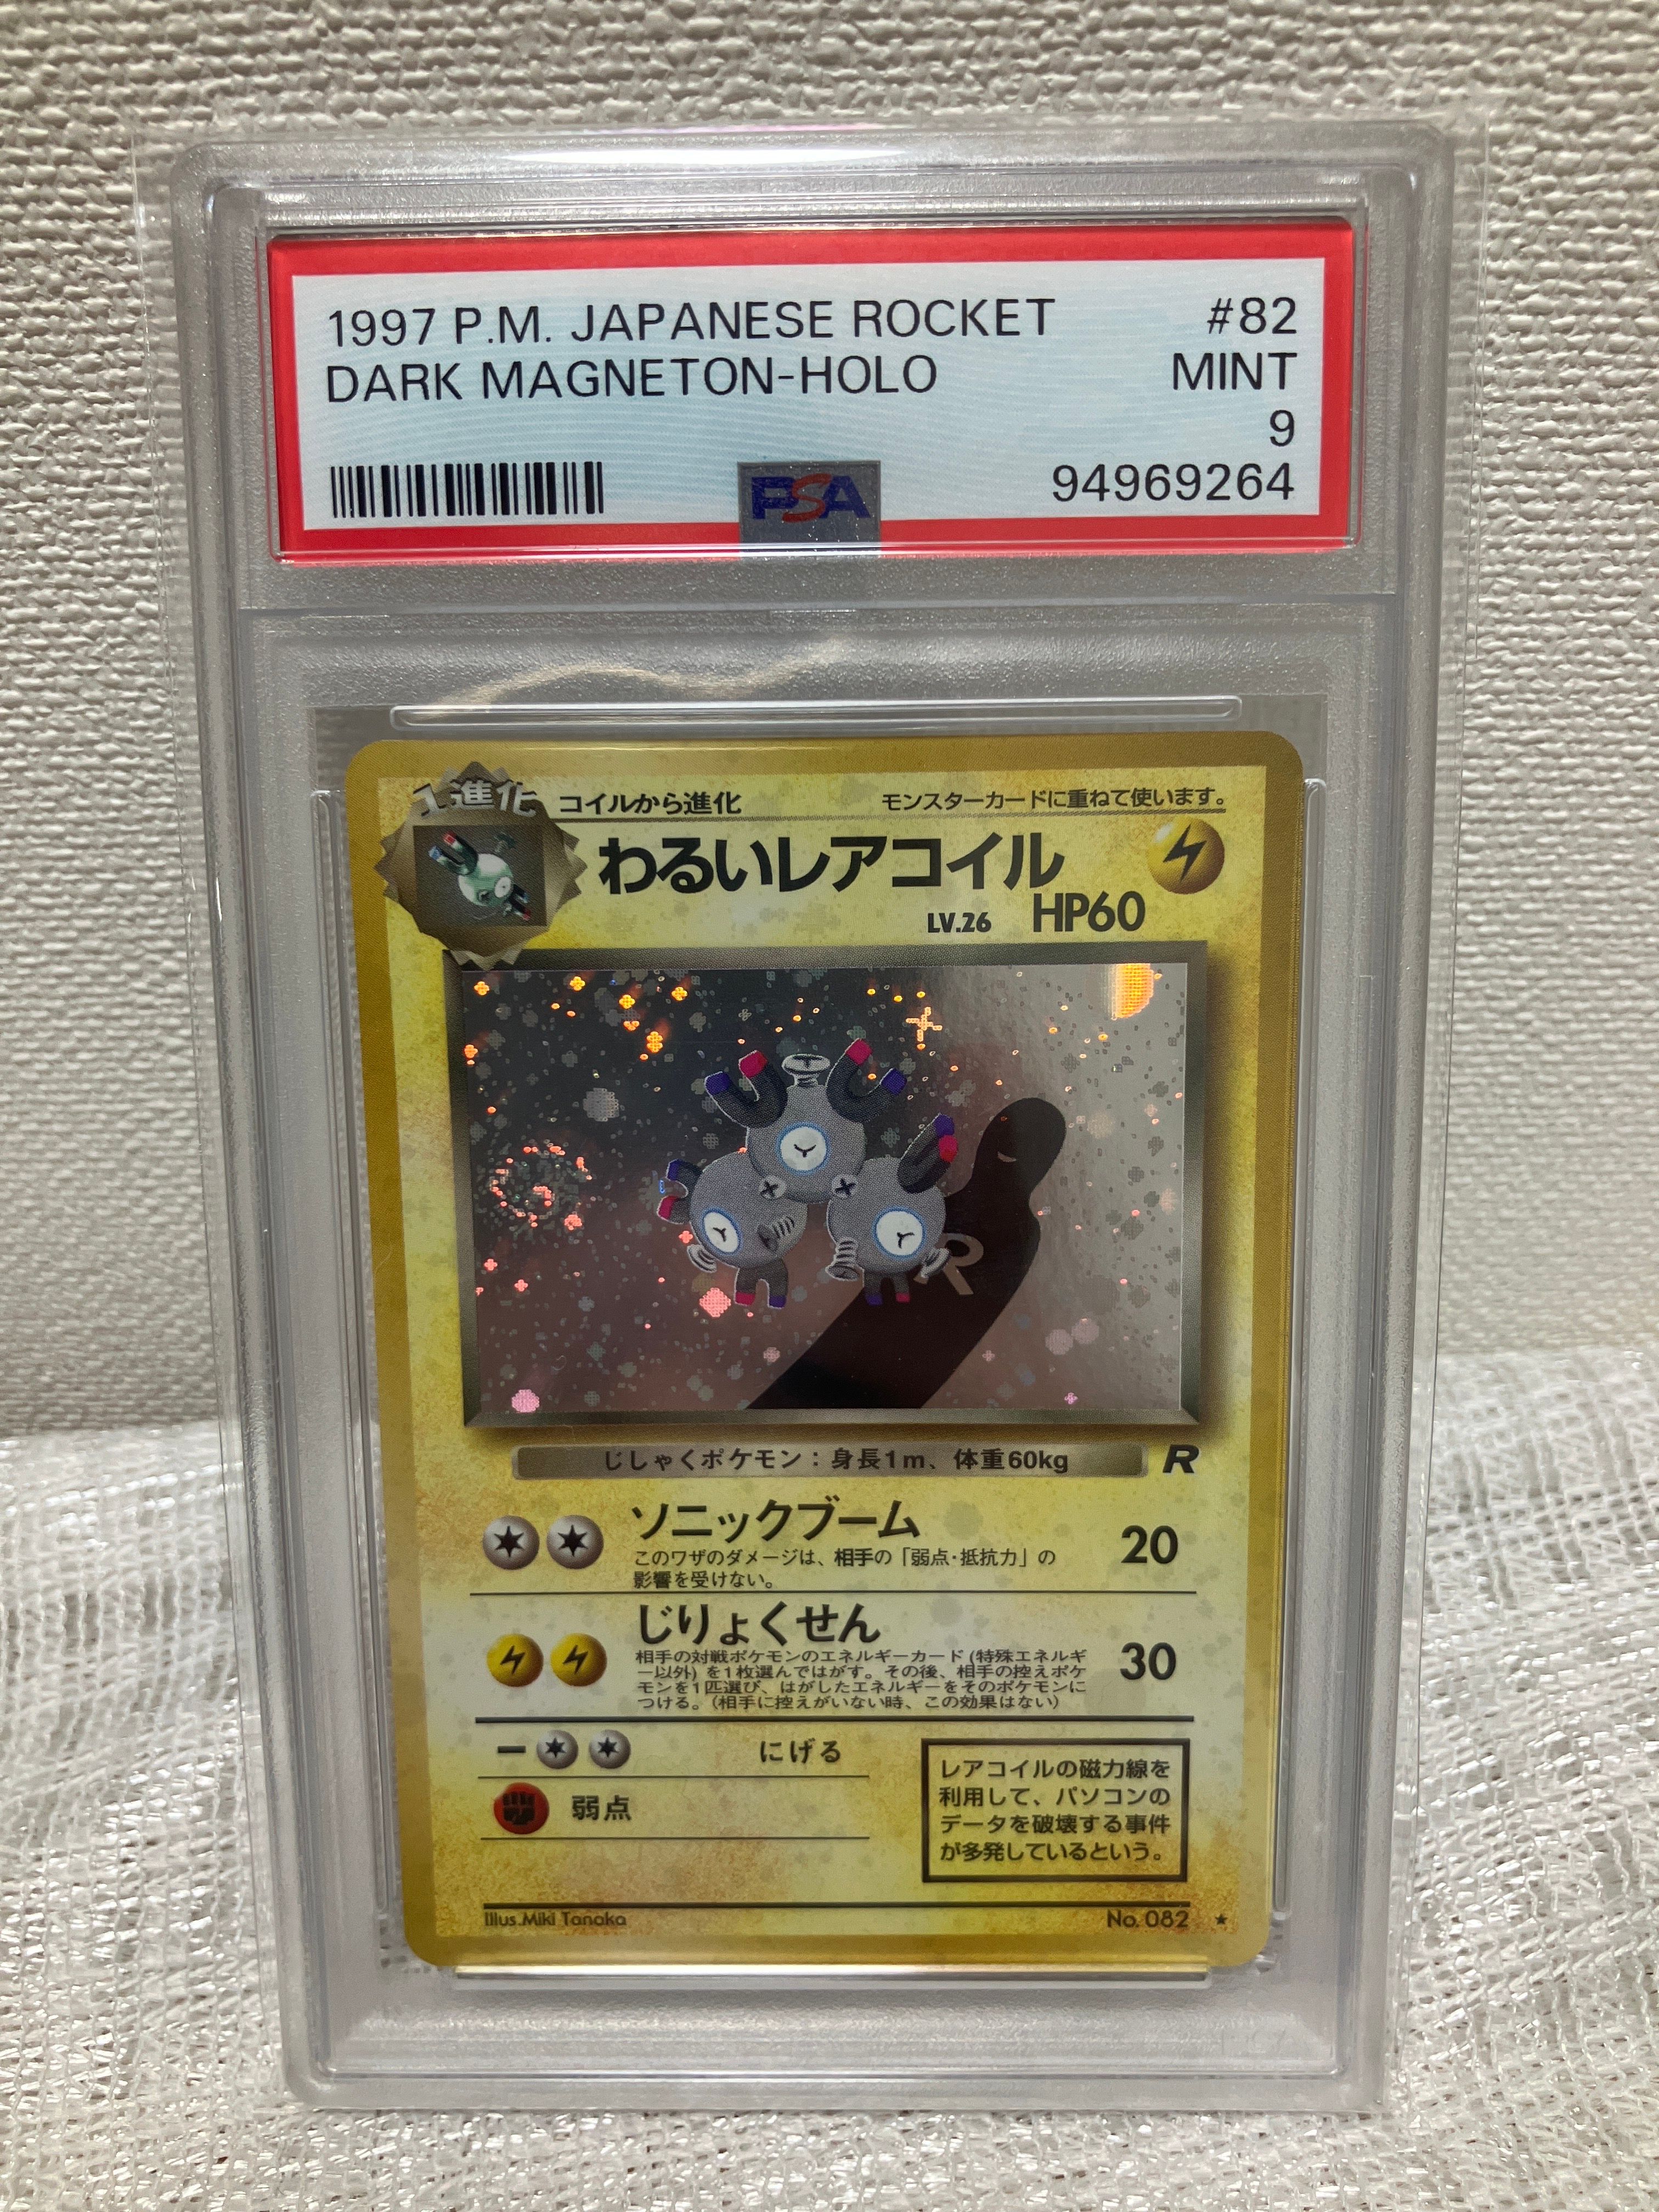 1997 P.M. JAPANESE ROCKET #82
DARK MAGNETON-HOLO MINT
9
PSA 94969264
1進化 コイルから進化 モンスターカードに重ねて使います。
わるいレアコイル
LV.26 HP60
R
じしゃくポケモン：身長1m、体重60kg R
ソニックブーム 20
このワザのダメージは、相手の「弱点・抵抗力」の
影響を受けない。
じりょくせん 30
相手の対戦ポケモンのエネルギーカード(特殊エネルギ
ー以外)を1枚選んではがす。その後、相手の控えポケ
モンを1匹選び、はがしたエネルギーをそのポケモンに
つける。(相手に控えがいない時、この効果はない)
にげる
弱点
レアコイルの磁力線を
利用して、パソコンの
データを破壊する事件
が多発しているという。
Illus.Miki Tanaka No.082 ★